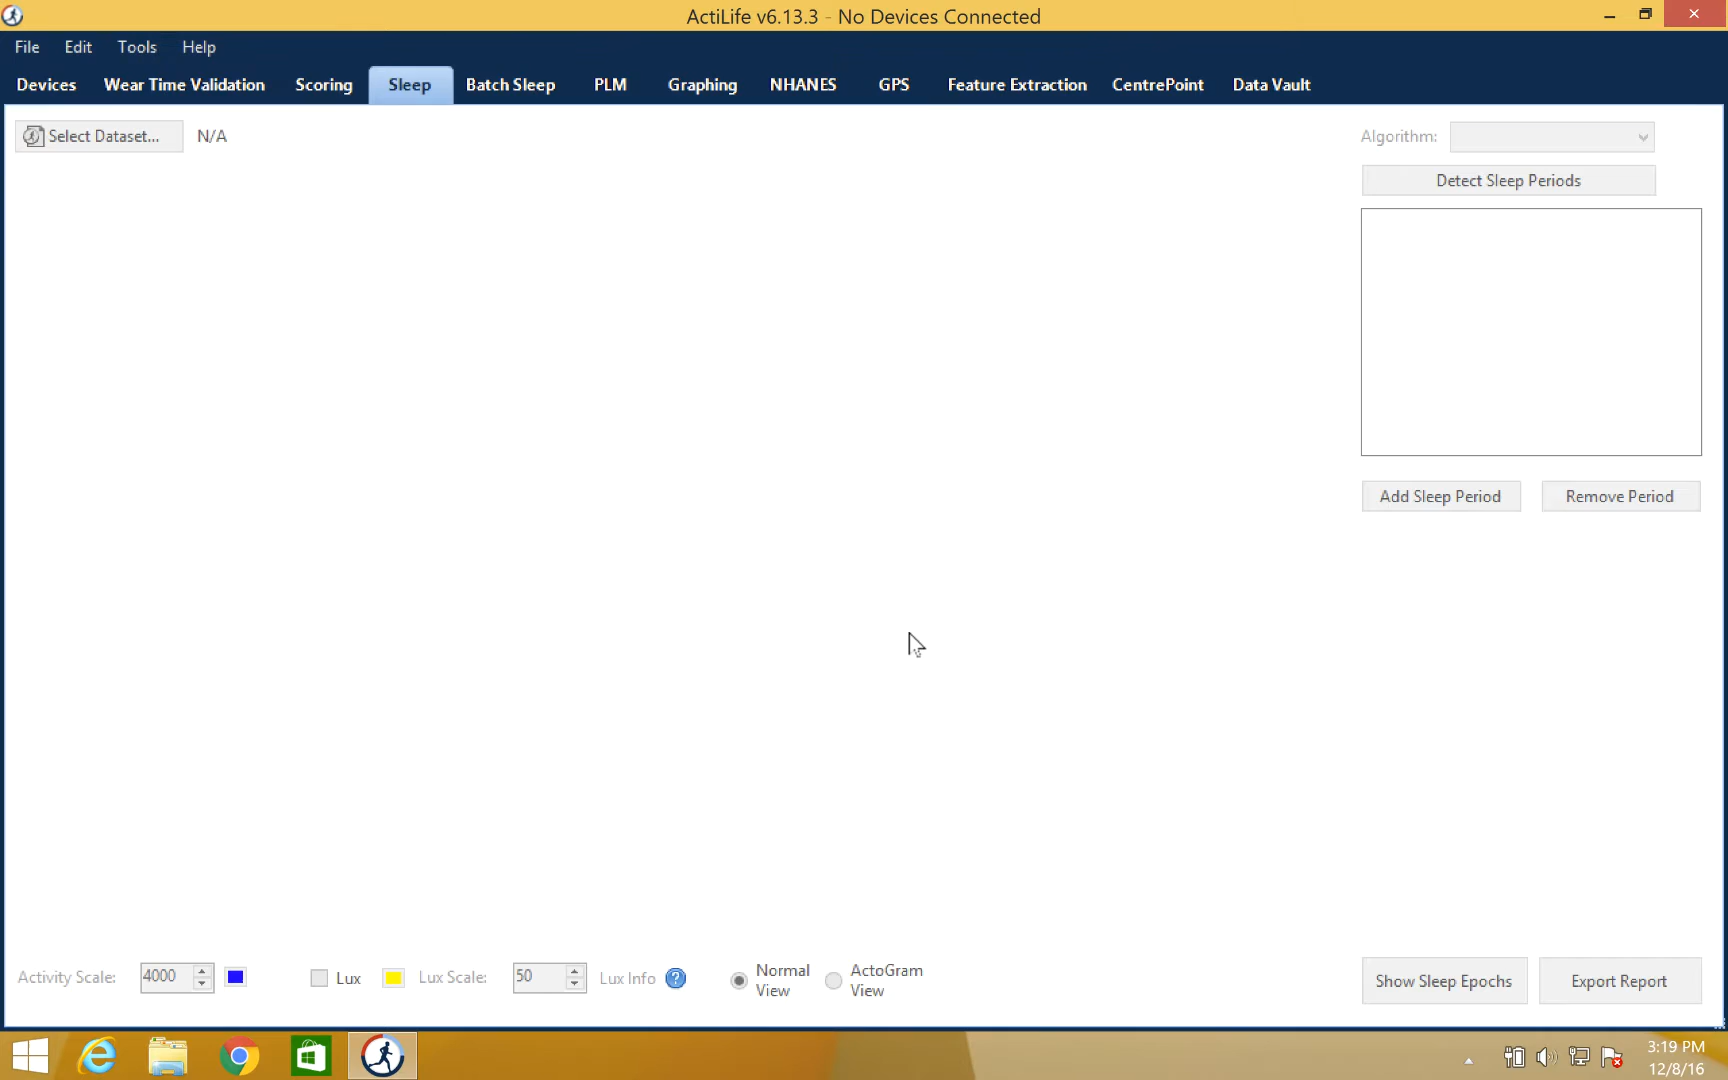 ActiLife v6.13.3 - No Devices Connected
File Edit Tools Help
Devices Wear Time Validation Scoring Sleep Batch Sleep PLM Graphing NHANES GPS Feature Extraction CentrePoint Data Vault
Select Dataset... N/A
Algorithm:
Detect Sleep Periods
Add Sleep Period Remove Period
Activity Scale: 4000 Lux Lux Scale: 50 Lux Info ? Normal View ActoGram View
Show Sleep Epochs Export Report
3:19 PM
12/8/16